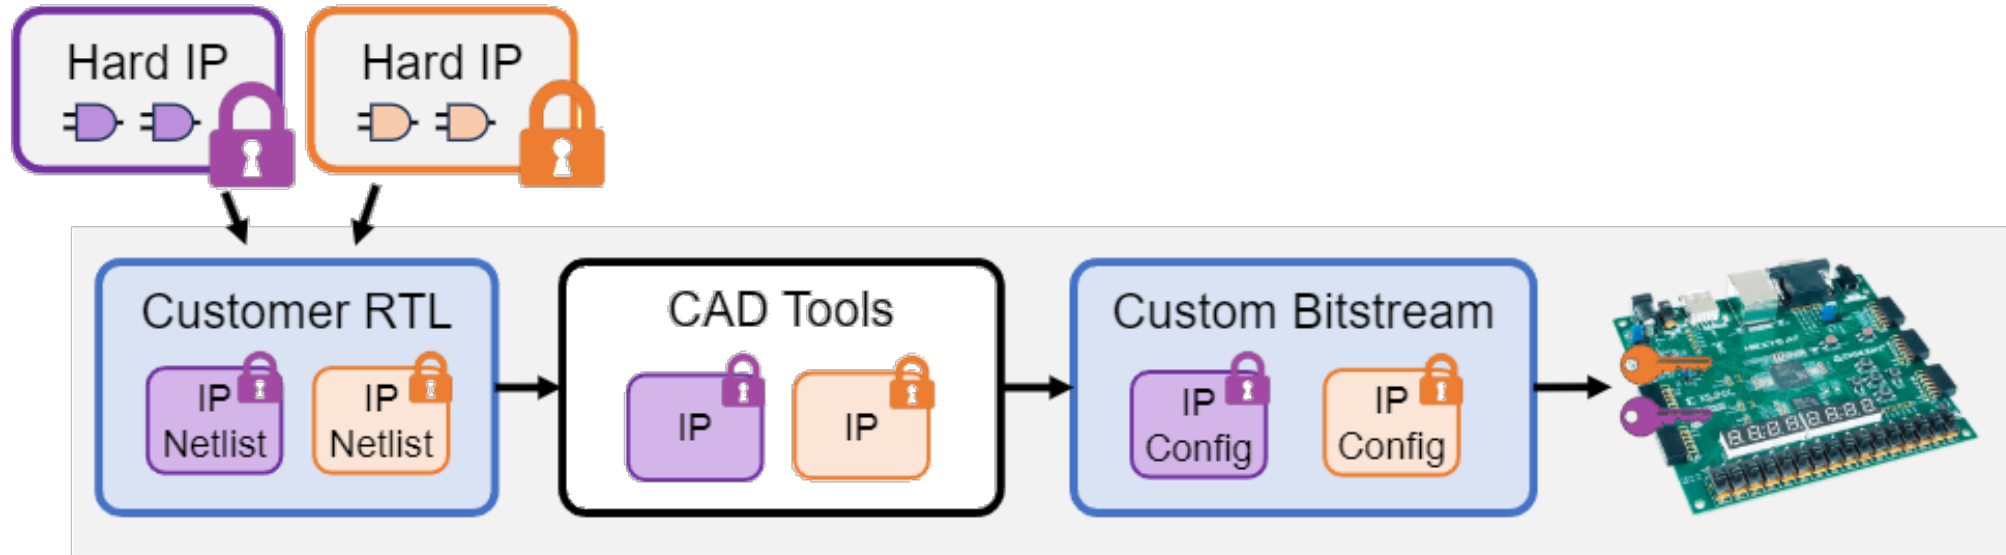 Hard IP
Hard IP
Customer RTL
IP
Netlist
IP
Netlist
CAD Tools
IP
IP
Custom Bitstream
IP
Config
IP
Config